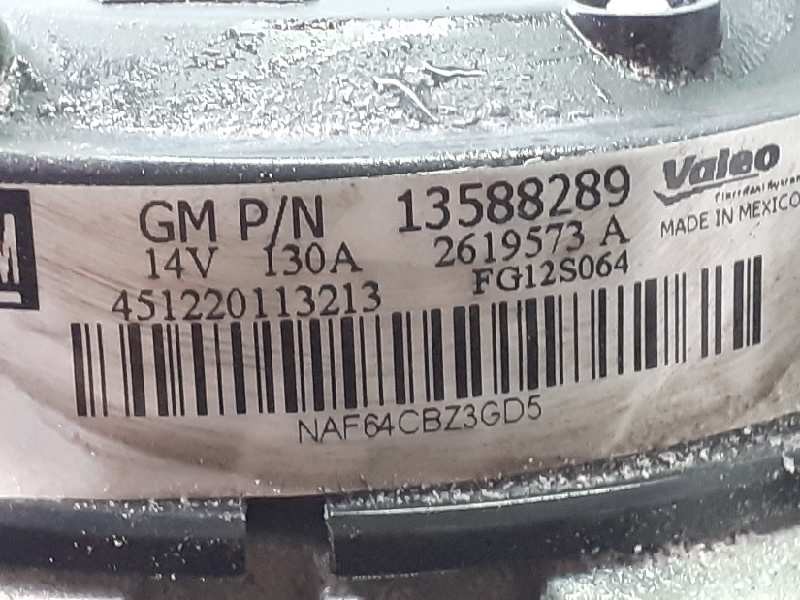 GM P/N 13588289
14V 130A 2619573 A
FG12S064
451220113213
NAF64CBZ3GD5
Valeo
MADE IN MEXICO